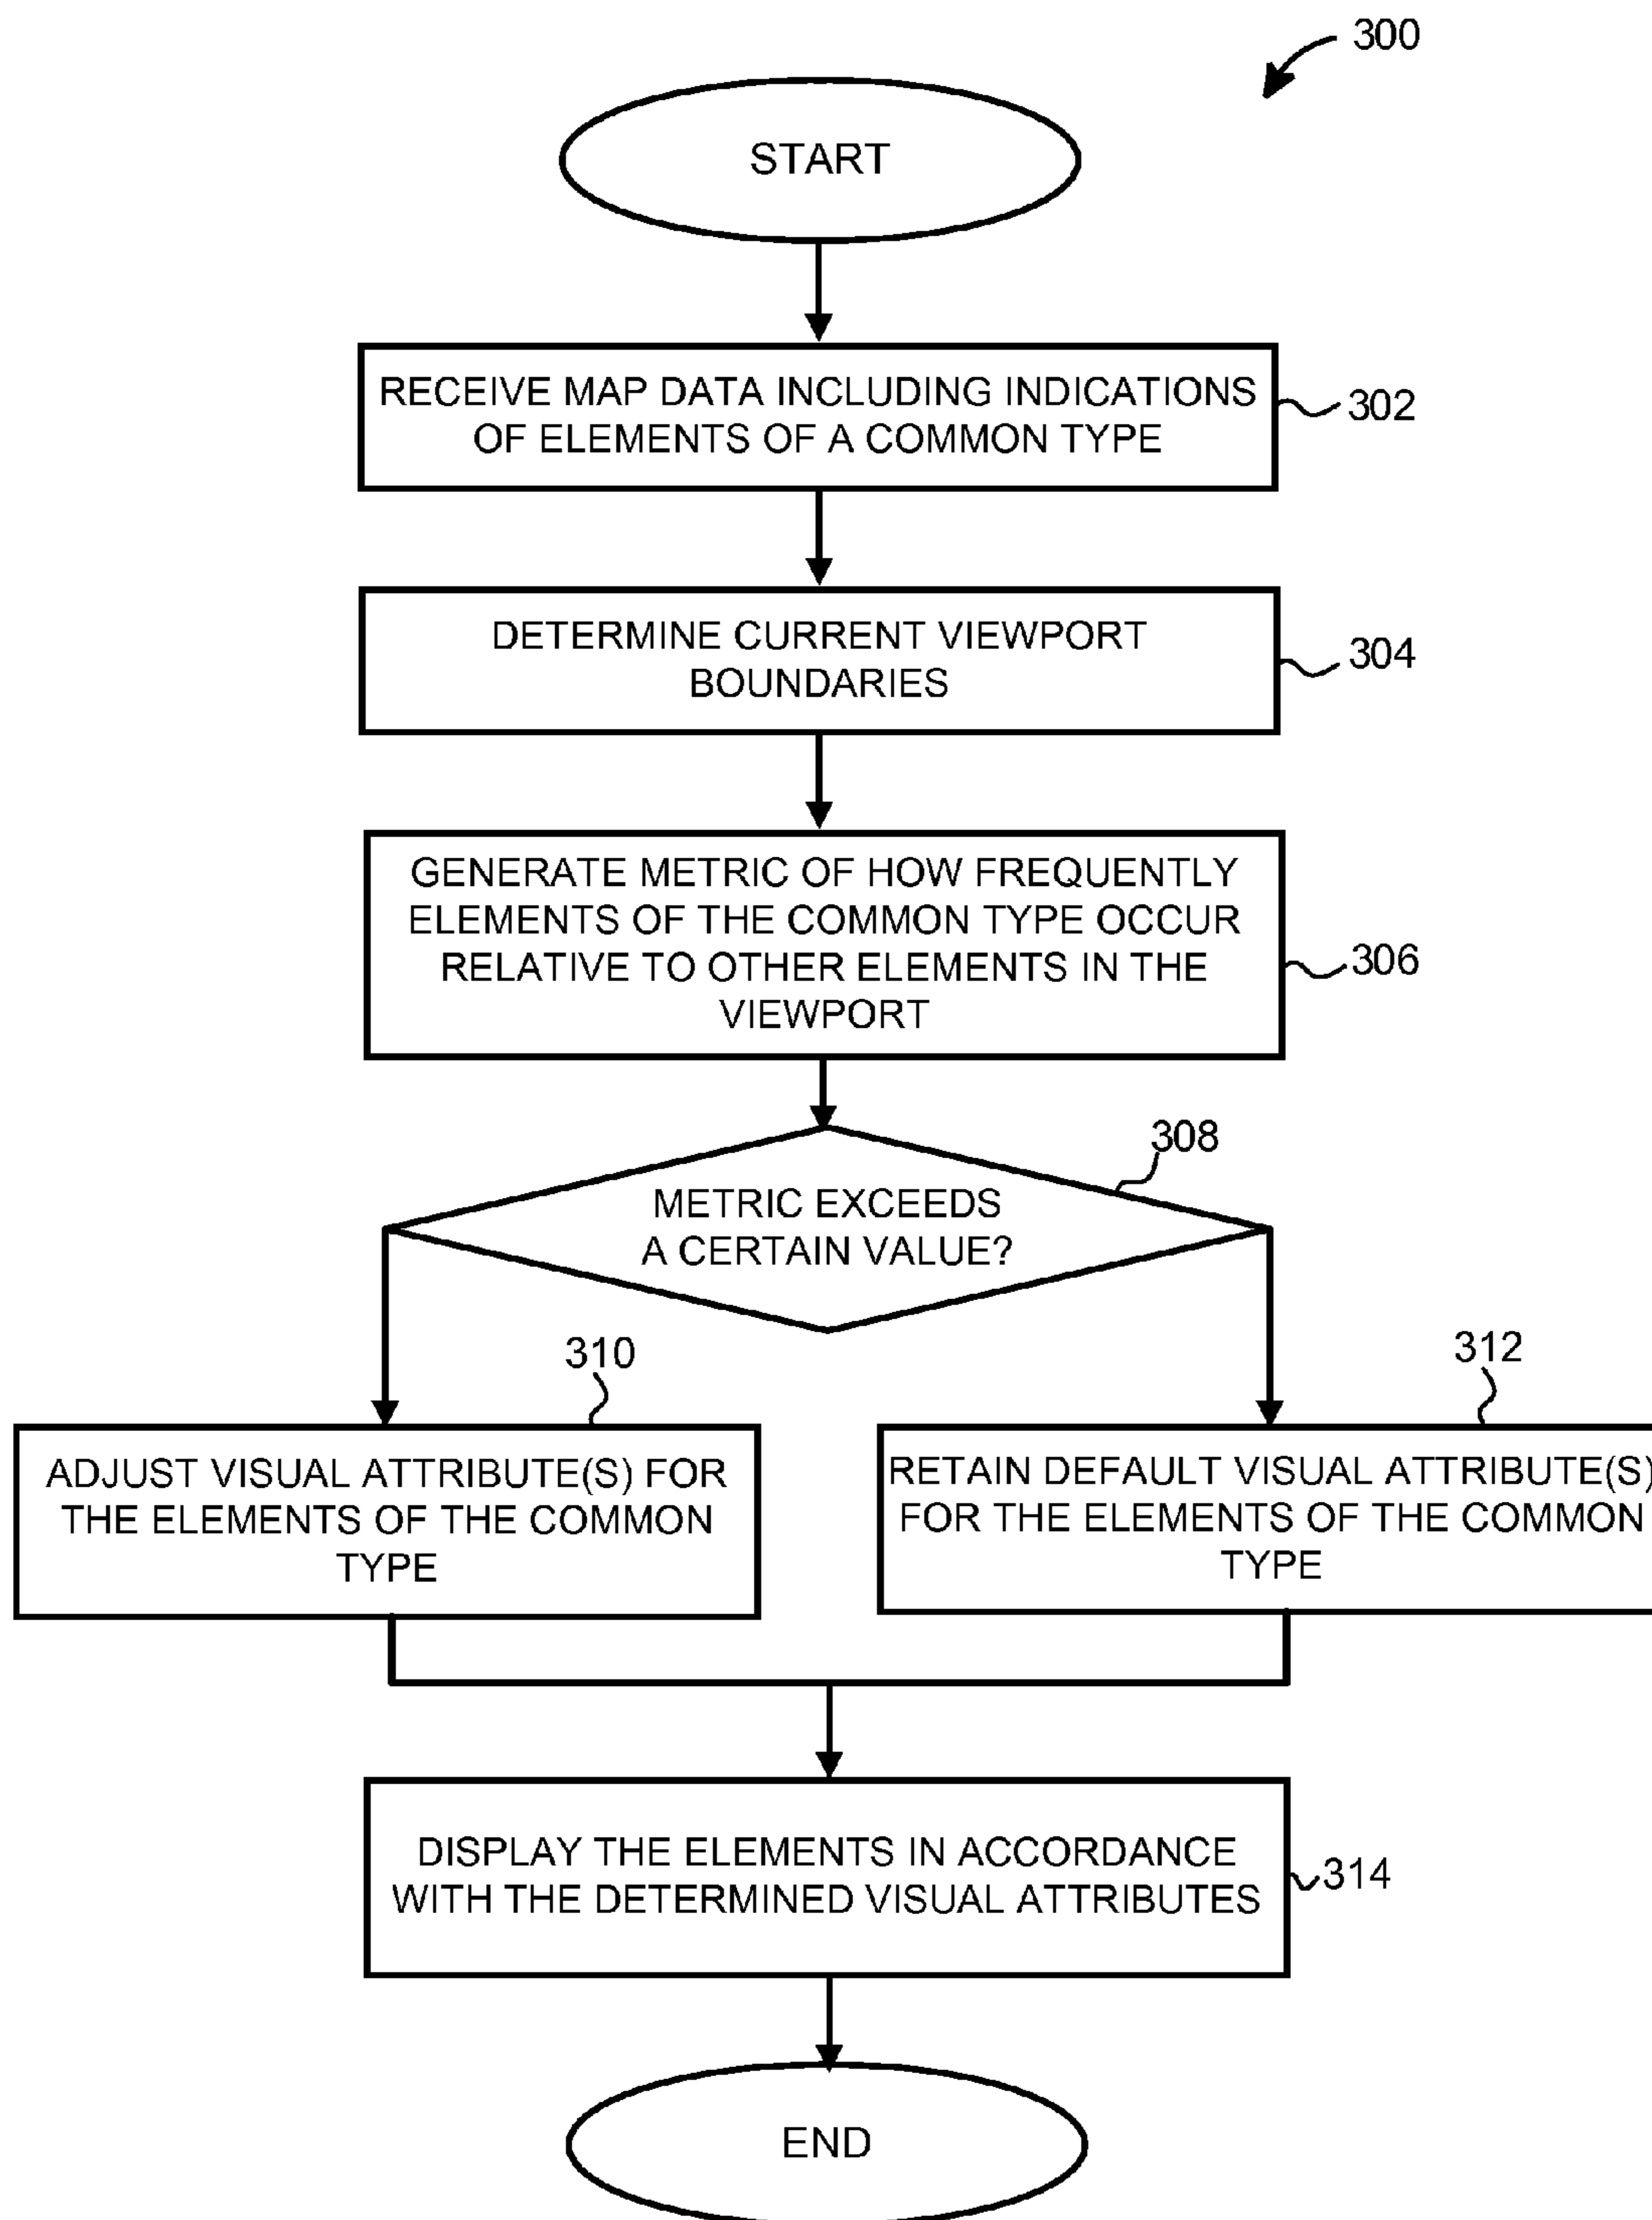 300
START
RECEIVE MAP DATA INCLUDING INDICATIONS
OF ELEMENTS OF A COMMON TYPE
302
DETERMINE CURRENT VIEWPORT
BOUNDARIES
304
GENERATE METRIC OF HOW FREQUENTLY
ELEMENTS OF THE COMMON TYPE OCCUR
RELATIVE TO OTHER ELEMENTS IN THE
VIEWPORT
306
308
METRIC EXCEEDS
A CERTAIN VALUE?
310
ADJUST VISUAL ATTRIBUTE(S) FOR
THE ELEMENTS OF THE COMMON
TYPE
312
RETAIN DEFAULT VISUAL ATTRIBUTE(S)
FOR THE ELEMENTS OF THE COMMON
TYPE
DISPLAY THE ELEMENTS IN ACCORDANCE
WITH THE DETERMINED VISUAL ATTRIBUTES
314
END